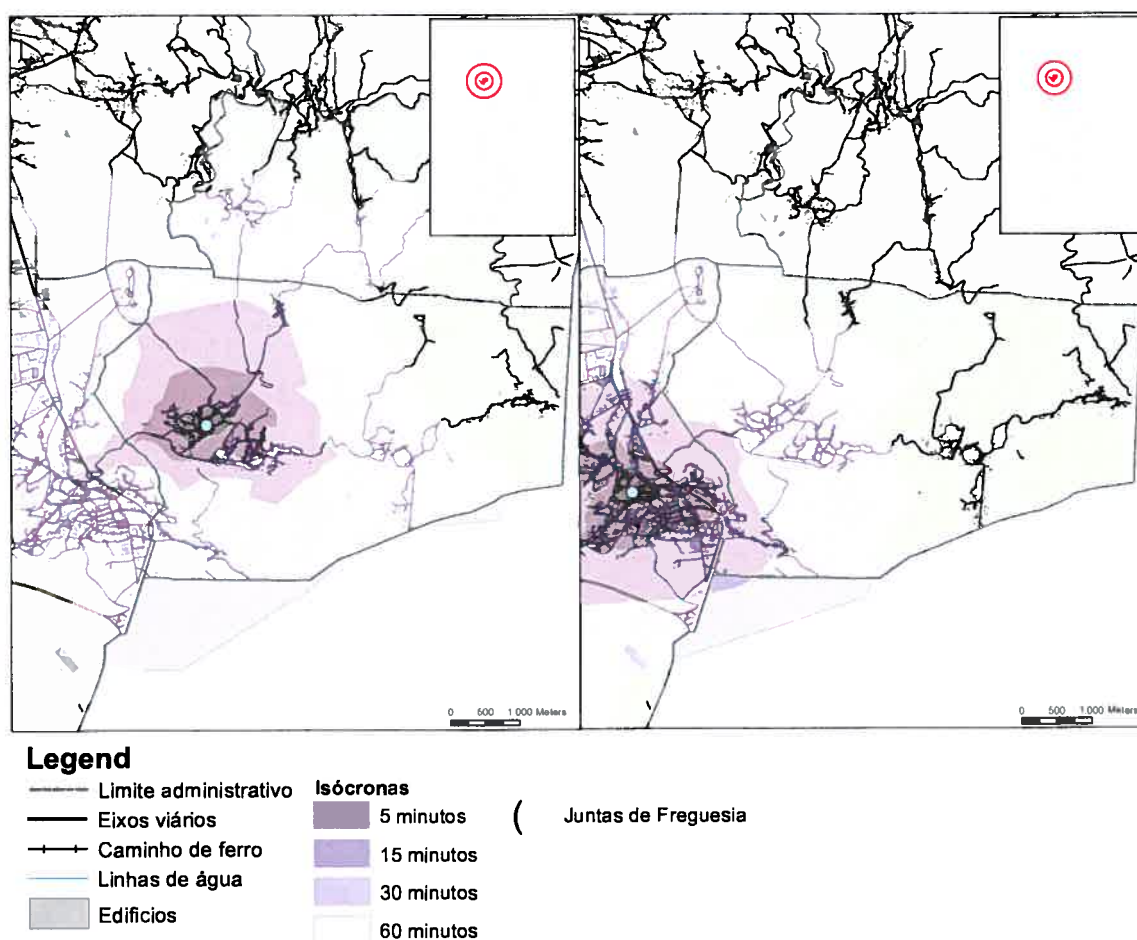 0 500 1 000 Meters
0 500 1 000 Meters
Legend
Limite administrativo
Eixos viários
Caminho de ferro
Linhas de água
Edificios
Isócronas
5 minutos
15 minutos
30 minutos
60 minutos
( Juntas de Freguesia